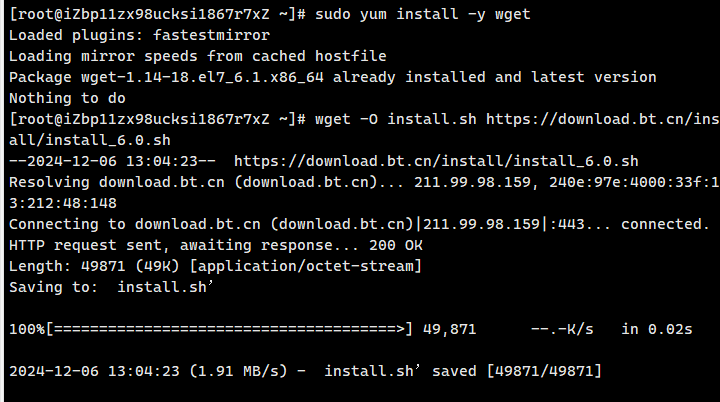 [root@iZbp11zx98ucksi1867r7xZ ~]# sudo yum install -y wget
Loaded plugins: fastestmirror
Loading mirror speeds from cached hostfile
Package wget-1.14-18.el7_6.1.x86_64 already installed and latest version
Nothing to do
[root@iZbp11zx98ucksi1867r7xZ ~]# wget -O install.sh https://download.bt.cn/inst
all/install_6.0.sh
--2024-12-06 13:04:23--  https://download.bt.cn/install/install_6.0.sh
Resolving download.bt.cn (download.bt.cn)... 211.99.98.159, 240e:97e:4000:33f:1
3:212:48:148
Connecting to download.bt.cn (download.bt.cn)|211.99.98.159|:443... connected.
HTTP request sent, awaiting response... 200 OK
Length: 49871 (49K) [application/octet-stream]
Saving to:  install.sh’
100%[======================================>] 49,871      --.-K/s   in 0.02s
2024-12-06 13:04:23 (1.91 MB/s) -  install.sh’ saved [49871/49871]